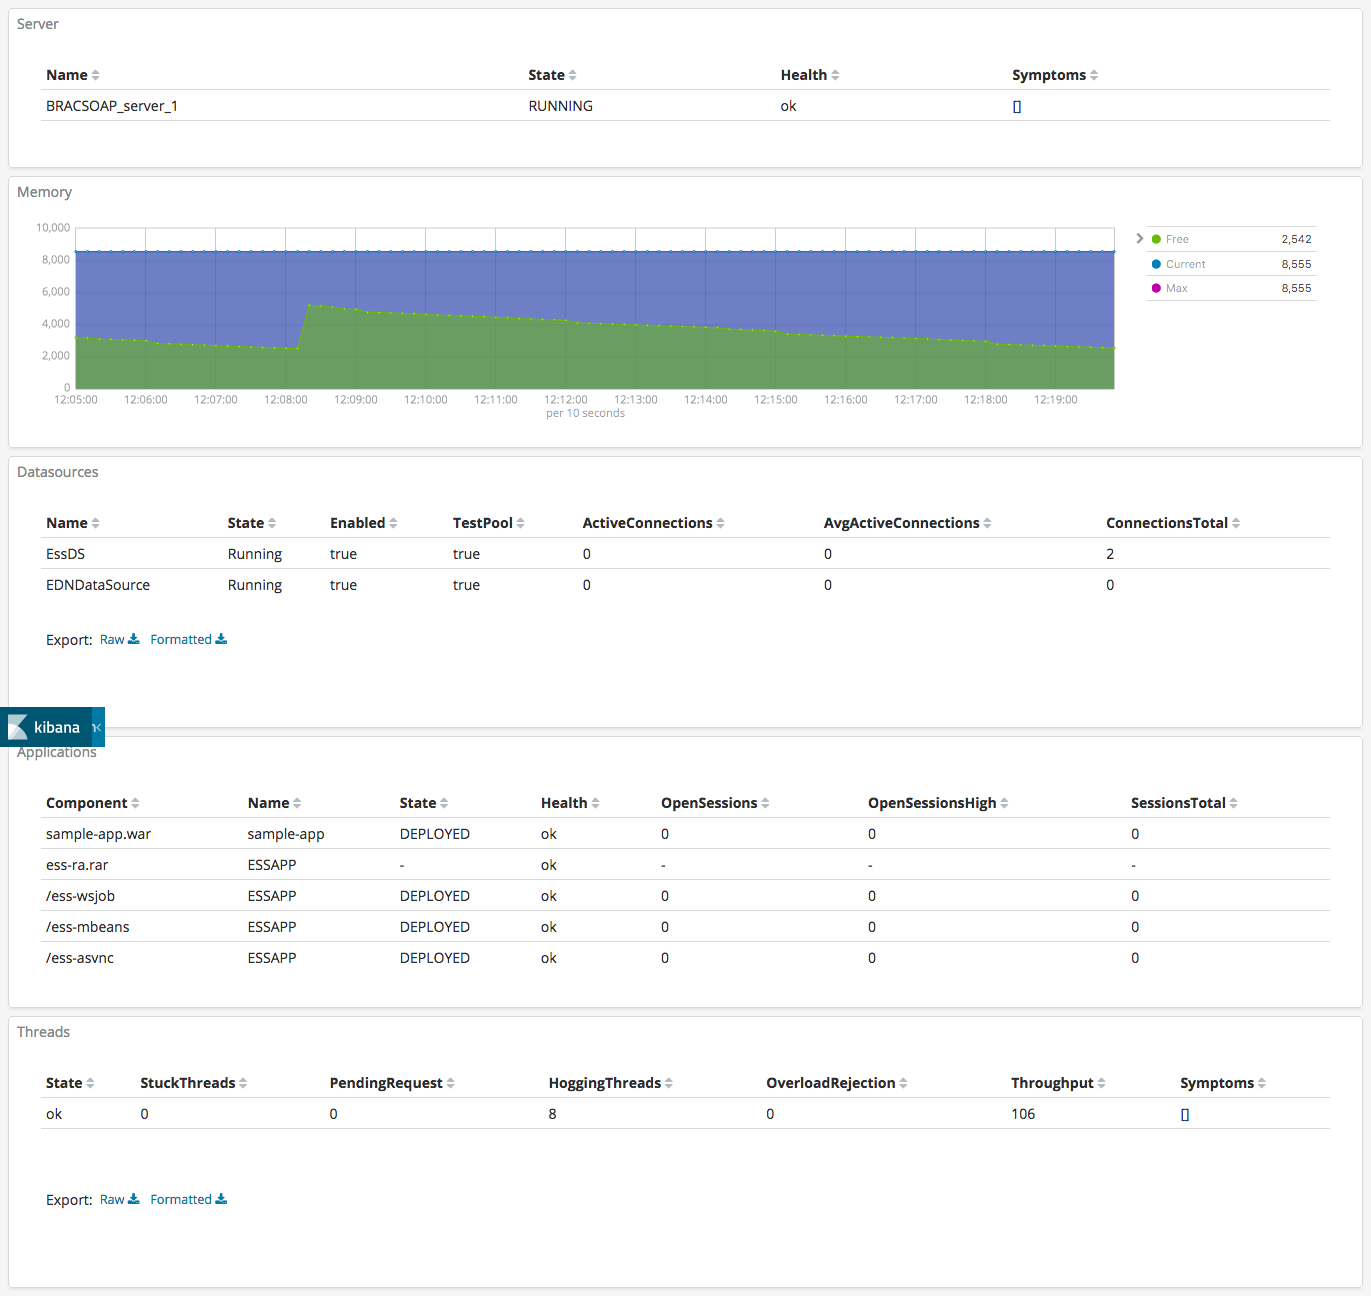 Server
Name State Health Symptoms
BRACSOAP_server_1 RUNNING ok []
Memory
10,000
8,000
6,000
4,000
2,000
0
12:05:00 12:06:00 12:07:00 12:08:00 12:09:00 12:10:00 12:11:00 12:12:00 12:13:00 12:14:00 12:15:00 12:16:00 12:17:00 12:18:00 12:19:00
per 10 seconds
Free 2,542
Current 8,555
Max 8,555
Datasources
Name State Enabled TestPool ActiveConnections AvgActiveConnections ConnectionsTotal
EssDS Running true true 0 0 2
EDNDataSource Running true true 0 0 0
Export: Raw Formatted
kibana
Applications
Component Name State Health OpenSessions OpenSessionsHigh SessionsTotal
sample-app.war sample-app DEPLOYED ok 0 0 0
ess-ra.rar ESSAPP - ok - - -
/ess-wsjob ESSAPP DEPLOYED ok 0 0 0
/ess-mbeans ESSAPP DEPLOYED ok 0 0 0
/ess-async ESSAPP DEPLOYED ok 0 0 0
Threads
State StuckThreads PendingRequest HoggingThreads OverloadRejection Throughput Symptoms
ok 0 0 8 0 106 []
Export: Raw Formatted